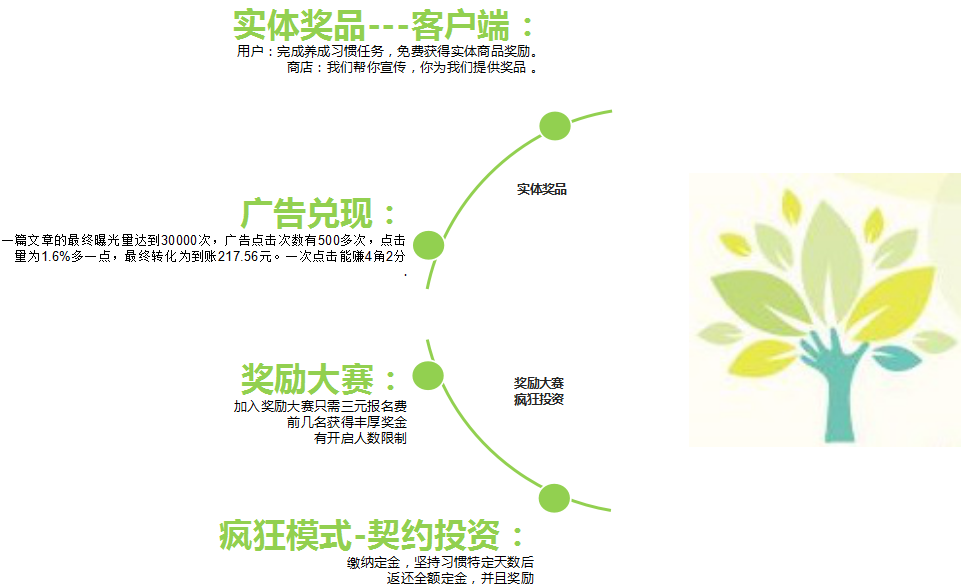 实体奖品---客户端：
用户：完成养成习惯任务，免费获得实体商品奖励。
商店：我们帮你宣传，你为我们提供奖品 。
实体奖品
广告兑现：
一篇文章的最终曝光量达到30000次，广告点击次数有500多次，点击
量为1.6%多一点，最终转化为到账217.56元。一次点击能赚4角2分
.
奖励大赛：
加入奖励大赛只需三元报名费
前几名获得丰厚奖金
有开启人数限制
奖励大赛
疯狂投资
疯狂模式-契约投资：
缴纳定金，坚持习惯特定天数后
返还全额定金，并且奖励